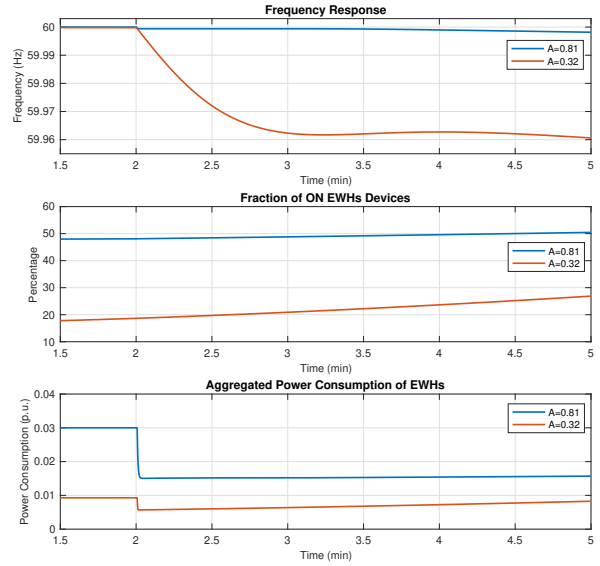 Frequency Response
Frequency (Hz)
60
59.99
59.98
59.97
59.96
A=0.81
A=0.32
1.5 2 2.5 3 3.5 4 4.5 5
Time (min)
Fraction of ON EWHs Devices
Percentage
60
50
40
30
20
10
A=0.81
A=0.32
1.5 2 2.5 3 3.5 4 4.5 5
Time (min)
Aggregated Power Consumption of EWHs
Power Consumption (p.u.)
0.04
0.03
0.02
0.01
0
A=0.81
A=0.32
1.5 2 2.5 3 3.5 4 4.5 5
Time (min)